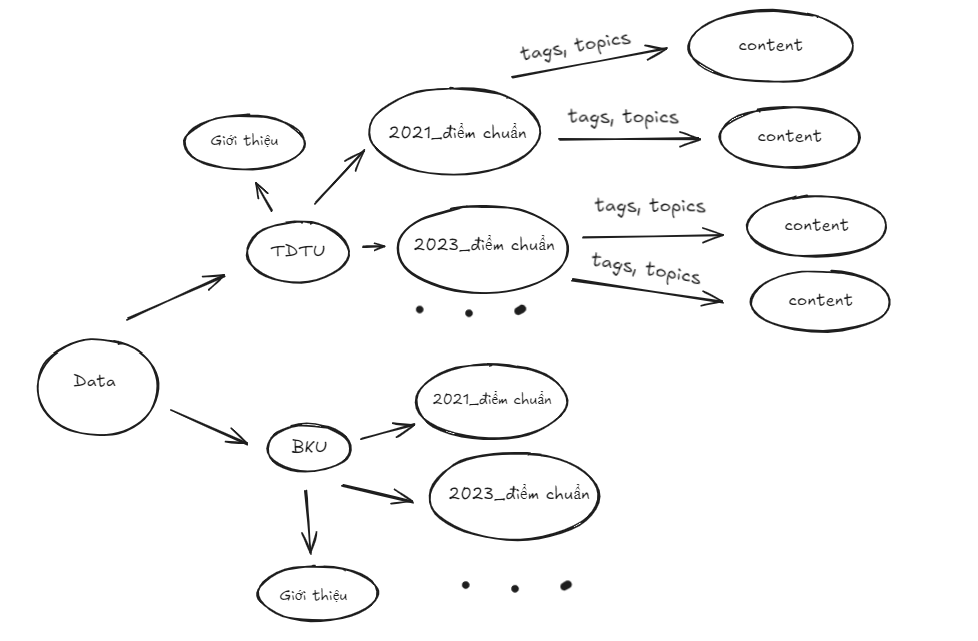 tags, topics
content
2021_điểm chuẩn
tags, topics
content
Giới thiệu
TDTU
2023_điểm chuẩn
tags, topics
content
tags, topics
content
Data
2021_điểm chuẩn
BKU
2023_điểm chuẩn
Giới thiệu